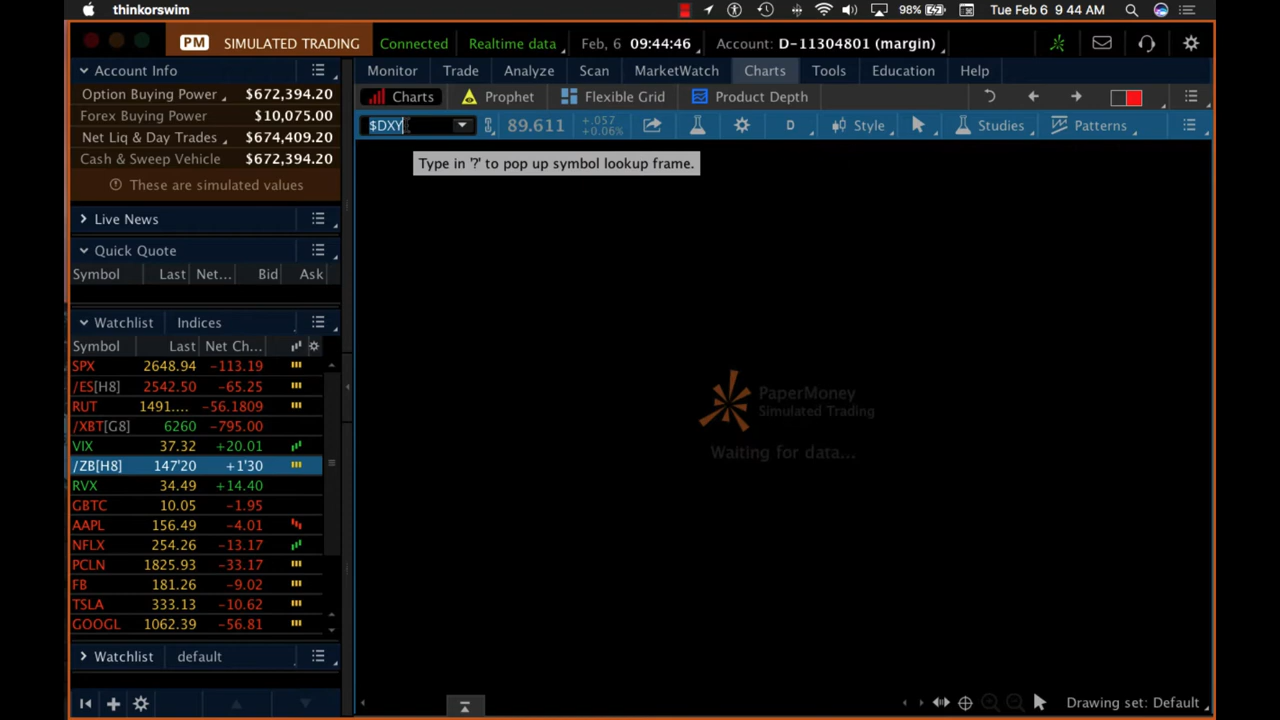 thinkorswim
98%
Tue Feb 6 9:44 AM
PM SIMULATED TRADING
Connected
Realtime data
Feb, 6 09:44:46
Account: D-11304801 (margin)
Account Info
Option Buying Power $672,394.20
Forex Buying Power $10,075.00
Net Liq & Day Trades $674,409.20
Cash & Sweep Vehicle $672,394.20
These are simulated values
Live News
Quick Quote
Symbol Last Net... Bid Ask
Watchlist Indices
Symbol Last Net Ch...
SPX 2648.94 -113.19
/ES[H8] 2542.50 -65.25
RUT 1491.... -56.1809
/XBT[G8] 6260 -795.00
VIX 37.32 +20.01
/ZB[H8] 147'20 +1'30
RVX 34.49 +14.40
GBTC 10.05 -1.95
AAPL 156.49 -4.01
NFLX 254.26 -13.17
PCLN 1825.93 -33.17
FB 181.26 -9.02
TSLA 333.13 -10.62
GOOGL 1062.39 -56.81
Watchlist default
Monitor Trade Analyze Scan MarketWatch Charts Tools Education Help
Charts Prophet Flexible Grid Product Depth
$DXY 89.611 +.057 +0.06% D Style Studies Patterns
Type in '?' to pop up symbol lookup frame.
PaperMoney
Simulated Trading
Waiting for data...
Drawing set: Default